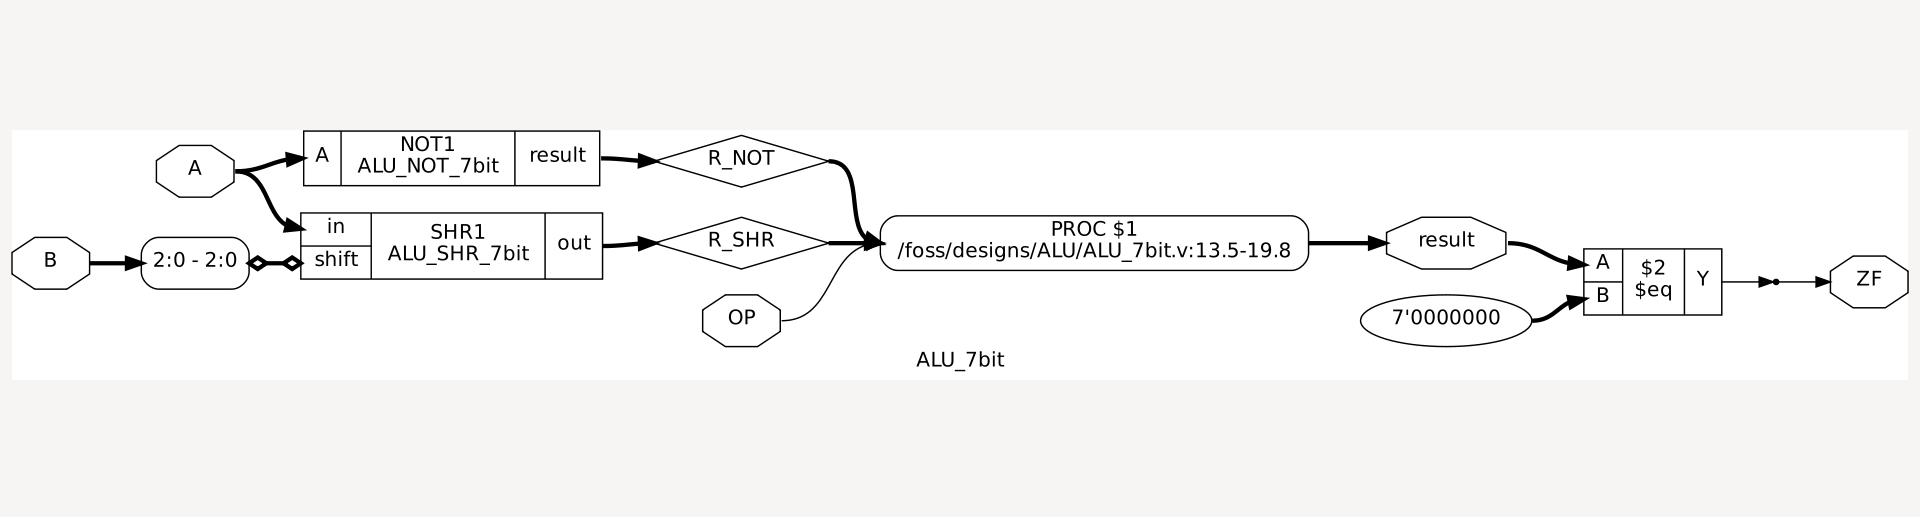 A
B
2:0 - 2:0
A
NOT1
ALU_NOT_7bit
result
in
shift
SHR1
ALU_SHR_7bit
out
R_NOT
R_SHR
OP
PROC $1
/foss/designs/ALU/ALU_7bit.v:13.5-19.8
result
7'0000000
A
B
$2
$eq
Y
ZF
ALU_7bit